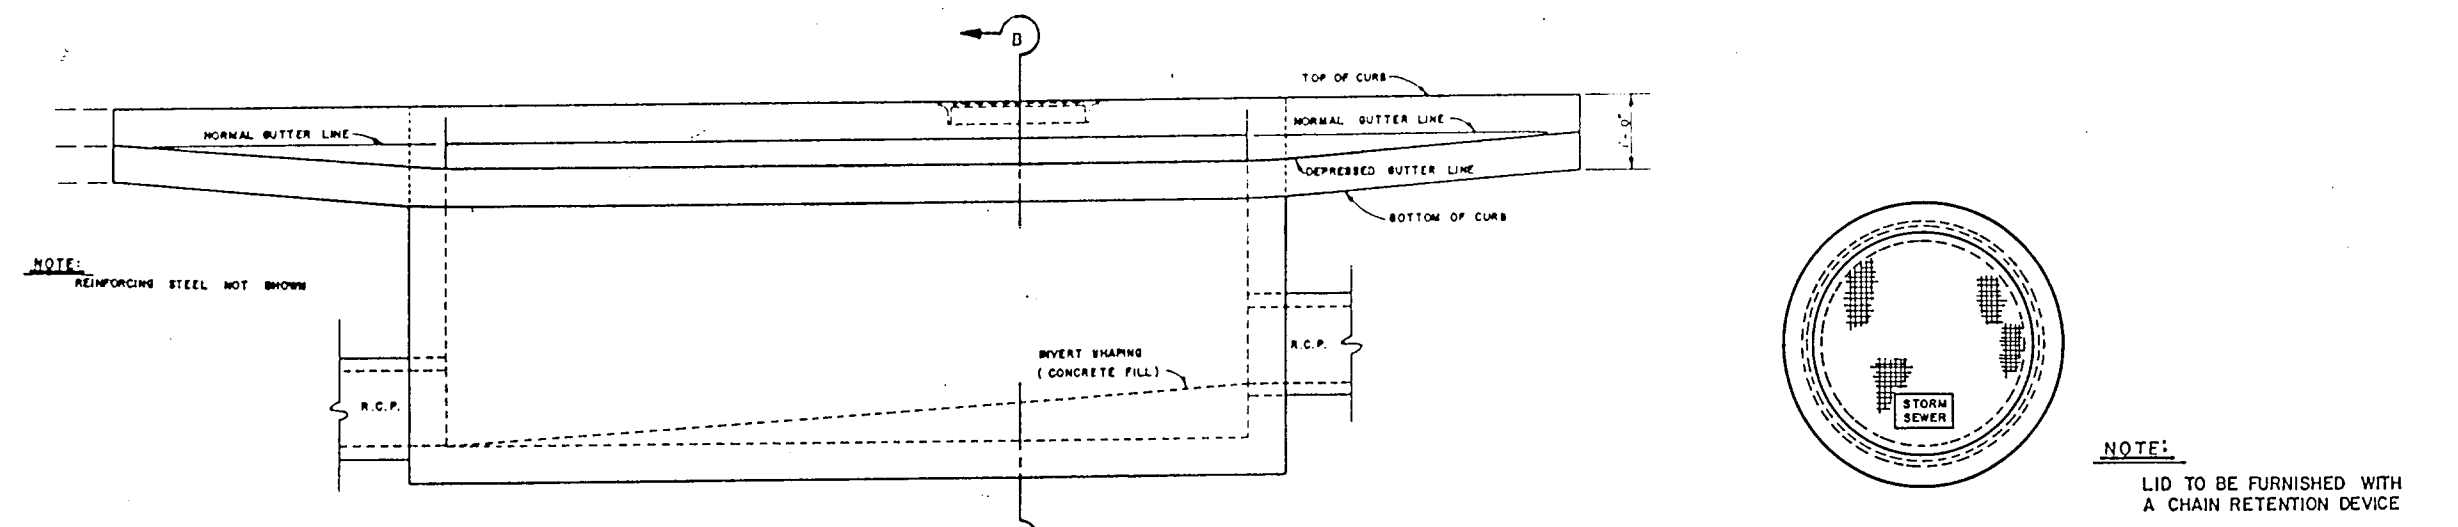 B
TOP OF CURB
NORMAL GUTTER LINE
NORMAL GUTTER LINE
1'-0"
DEPRESSED GUTTER LINE
BOTTOM OF CURB
NOTE:
REINFORCING STEEL NOT SHOWN
R.C.P.
INVERT SHAPING
(CONCRETE FILL)
R.C.P.
STORM
SEWER
NOTE:
LID TO BE FURNISHED WITH
A CHAIN RETENTION DEVICE